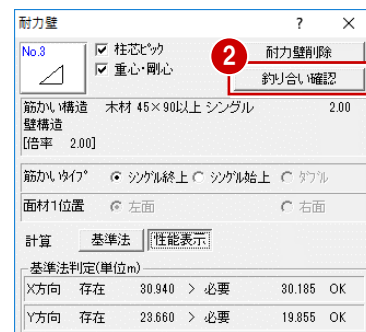 耐力壁 ? ×
No.3
☑ 柱芯ピック
☑ 重心・剛心
2
耐力壁削除
釣り合い確認
筋かい構造 木材 45×90以上 シングル 2.00
壁構造
[倍率 2.00]
筋かいタイプ シングル終上 シングル始上 ダブル
面材1位置 左面 右面
計算 基準法 性能表示
基準法判定(単位m)
X方向 存在 30.940 > 必要 30.185 OK
Y方向 存在 23.660 > 必要 19.855 OK